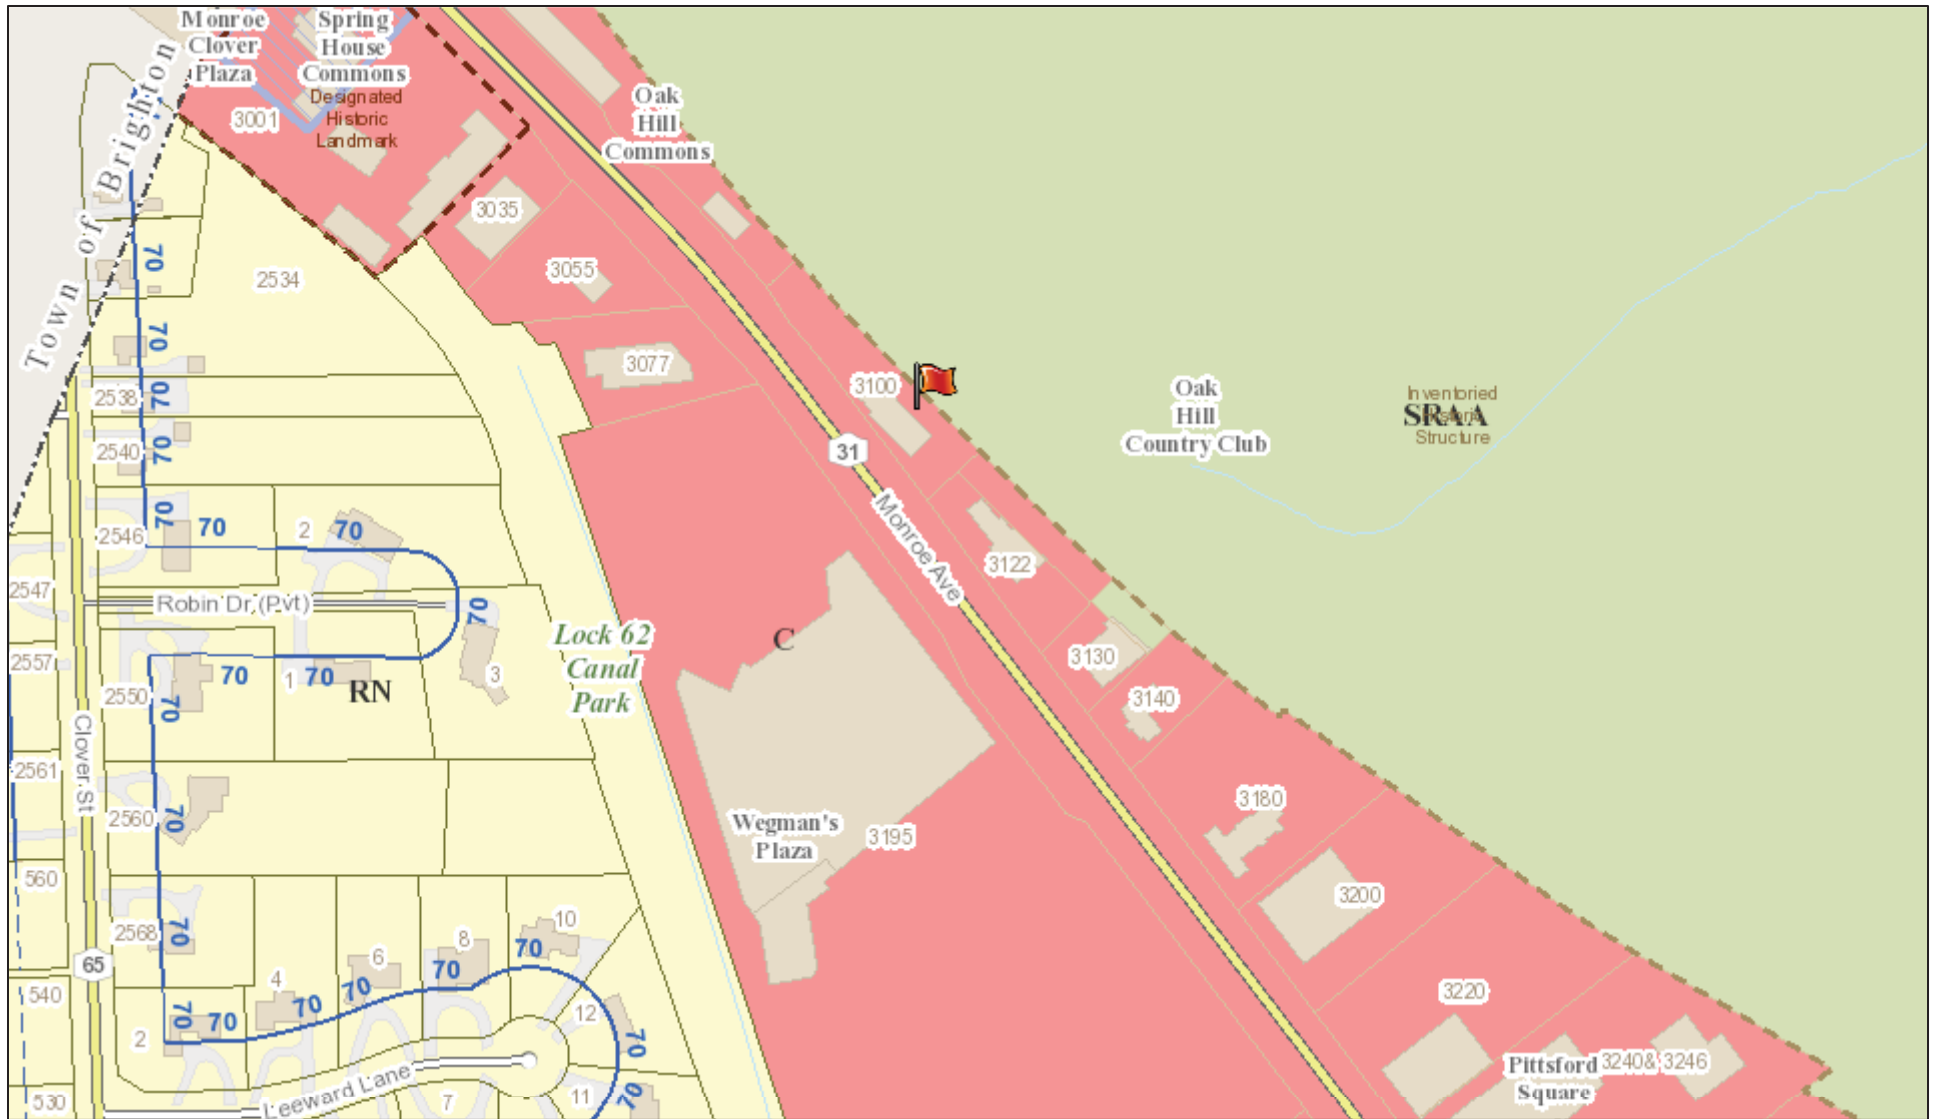 Monroe
Clover
Plaza
Spring
House
Commons
Designated
Historic
Landmark
3001
Town of Brighton
Oak
Hill
Commons
3035
3055
2534
70
70
3077
3100
2538
70
2540
70
31
Oak
Hill
Country Club
Inventoried
Historic
Structure
SRAA
2546
70
70
2
70
Monroe Ave
3122
2547
Robin Dr (Pvt)
70
Lock 62
Canal
Park
C
3130
2557
2550
70
70
1
70
RN
3
3140
Clover St
2561
2560
70
Wegman's
Plaza
3195
3180
560
3200
2568
70
65
4
6
8
10
70
70
70
70
540
2
70
70
12
70
3220
Pittsford
Square
3240& 3246
Leeward Lane
530
7
11
70